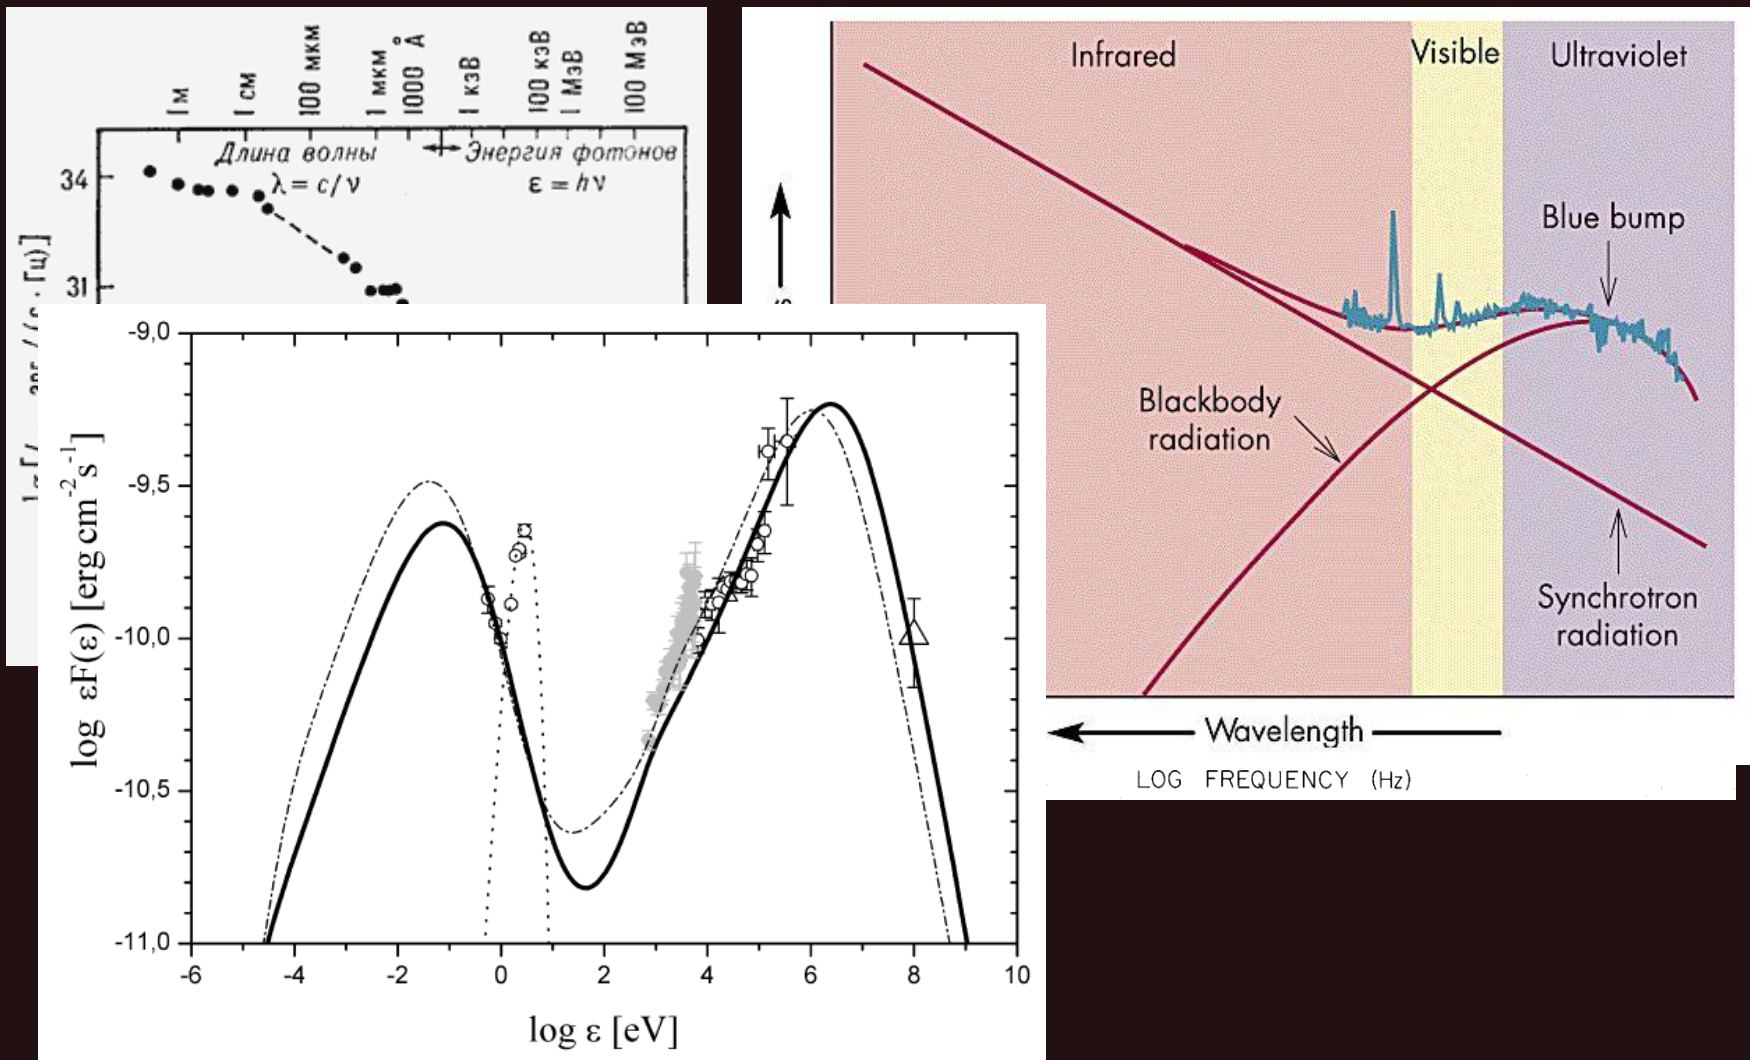 1 м
1 см
100 мкм
1 мкм
1000 Å
1 кэВ
100 кэВ
1 МэВ
100 МэВ
Длина волны
λ = c/ν
Энергия фотонов
ε = hν
34
31
Infrared
Visible
Ultraviolet
Blue bump
Blackbody
radiation
Synchrotron
radiation
Wavelength
LOG FREQUENCY (Hz)
-9,0
-9,5
-10,0
-10,5
-11,0
log εF(ε) [erg cm⁻² s⁻¹]
-6 -4 -2 0 2 4 6 8 10
log ε [eV]